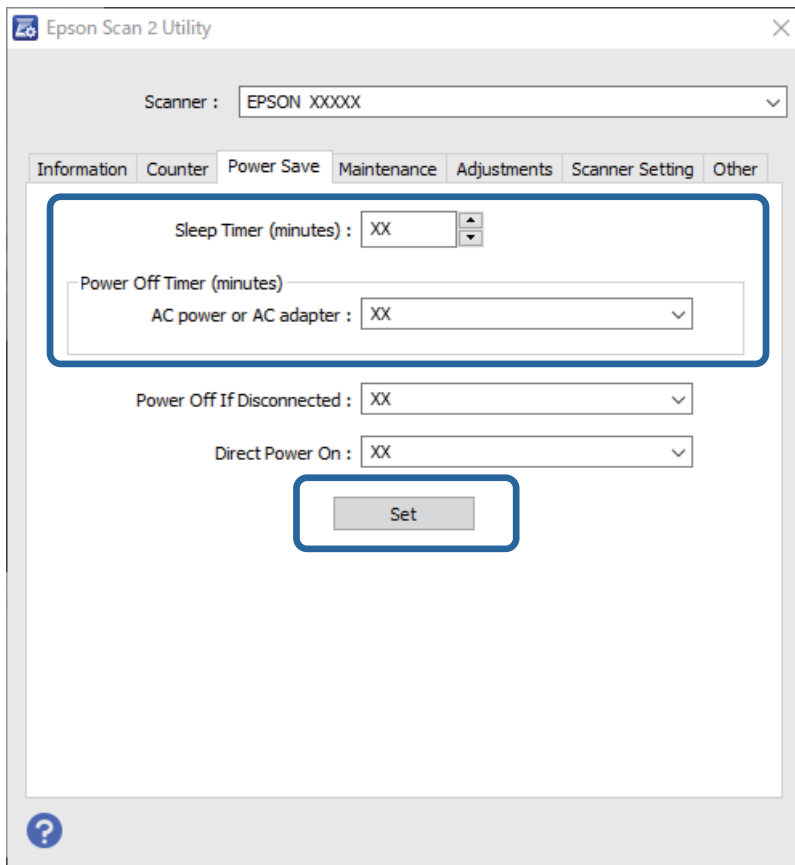 Epson Scan 2 Utility
Scanner : EPSON XXXXX
Information Counter Power Save Maintenance Adjustments Scanner Setting Other
Sleep Timer (minutes) : XX
Power Off Timer (minutes)
AC power or AC adapter : XX
Power Off If Disconnected : XX
Direct Power On : XX
Set
?